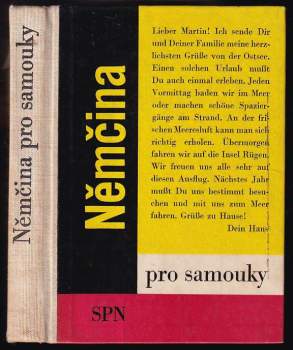 Němčina pro samouky
Němčina
Lieber Martin! Ich sende Dir
und Deiner Familie meine herz-
lichsten Grüße von der Ostsee.
Einen solchen Urlaub mußt
Du auch einmal erleben. Jeden
Vormittag baden wir im Meer
oder machen schöne Spazier-
gänge am Strand. An der fri-
schen Meeresluft kann man sich
richtig erholen. Übermorgen
fahren wir auf die Insel Rügen.
Wir freuen uns alle sehr auf
diesen Ausflug. Nächstes Jahr
mußt Du uns bestimmt besu-
chen und mit uns zum Meer
fahren. Grüße zu Hause!
Dein Hans
pro samouky
SPN